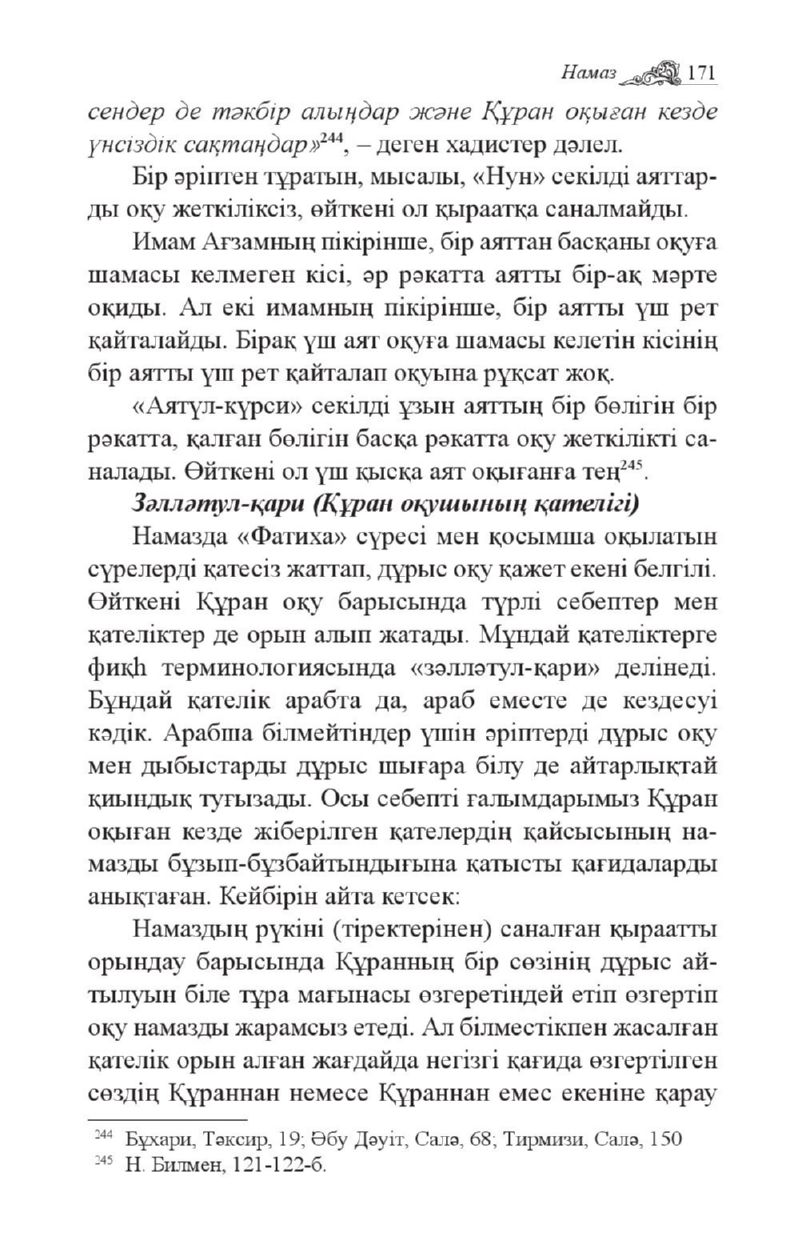 Намаз 171
сендер де тәкбір алыңдар және Құран оқыған кезде
үнсіздік сақтаңдар»²⁴⁴, – деген хадистер дәлел.
Бір әріптен тұратын, мысалы, «Нун» секілді аяттар-
ды оқу жеткіліксіз, өйткені ол қыраатқа саналмайды.
Имам Ағзамның пікірінше, бір аяттан басқаны оқуға
шамасы келмеген кісі, әр рәкатта аятты бір-ақ мәрте
оқиды. Ал екі имамның пікірінше, бір аятты үш рет
қайталайды. Бірақ үш аят оқуға шамасы келетін кісінің
бір аятты үш рет қайталап оқуына рұқсат жоқ.
«Аятүл-күрси» секілді ұзын аяттың бір бөлігін бір
рәкатта, қалған бөлігін басқа рәкатта оқу жеткілікті са-
налады. Өйткені ол үш қысқа аят оқығанға тең²⁴⁵.
Зәлләтул-қари (Құран оқушының қателігі)
Намазда «Фатиха» сүресі мен қосымша оқылатын
сүрелерді қатесіз жаттап, дұрыс оқу қажет екені белгілі.
Өйткені Құран оқу барысында түрлі себептер мен
қателіктер де орын алып жатады. Мұндай қателіктерге
фиқһ терминологиясында «зәлләтул-қари» делінеді.
Бұндай қателік арабта да, араб еместе де кездесуі
кәдік. Арабша білмейтіндер үшін әріптерді дұрыс оқу
мен дыбыстарды дұрыс шығара білу де айтарлықтай
қиындық туғызады. Осы себепті ғалымдарымыз Құран
оқыған кезде жіберілген қателердің қайсысының на-
мазды бұзып-бұзбайтындығына қатысты қағидаларды
анықтаған. Кейбірін айта кетсек:
Намаздың рүкіні (тіректерінен) саналған қыраатты
орындау барысында Құранның бір сөзінің дұрыс ай-
тылуын біле тұра мағынасы өзгеретіндей етіп өзгертіп
оқу намазды жарамсыз етеді. Ал білместікпен жасалған
қателік орын алған жағдайда негізгі қағида өзгертілген
сөздің Құраннан немесе Құраннан емес екеніне қарау
²⁴⁴ Бұхари, Тәксир, 19; Әбу Дәуіт, Салә, 68; Тирмизи, Салә, 150
²⁴⁵ Н. Билмен, 121-122-б.